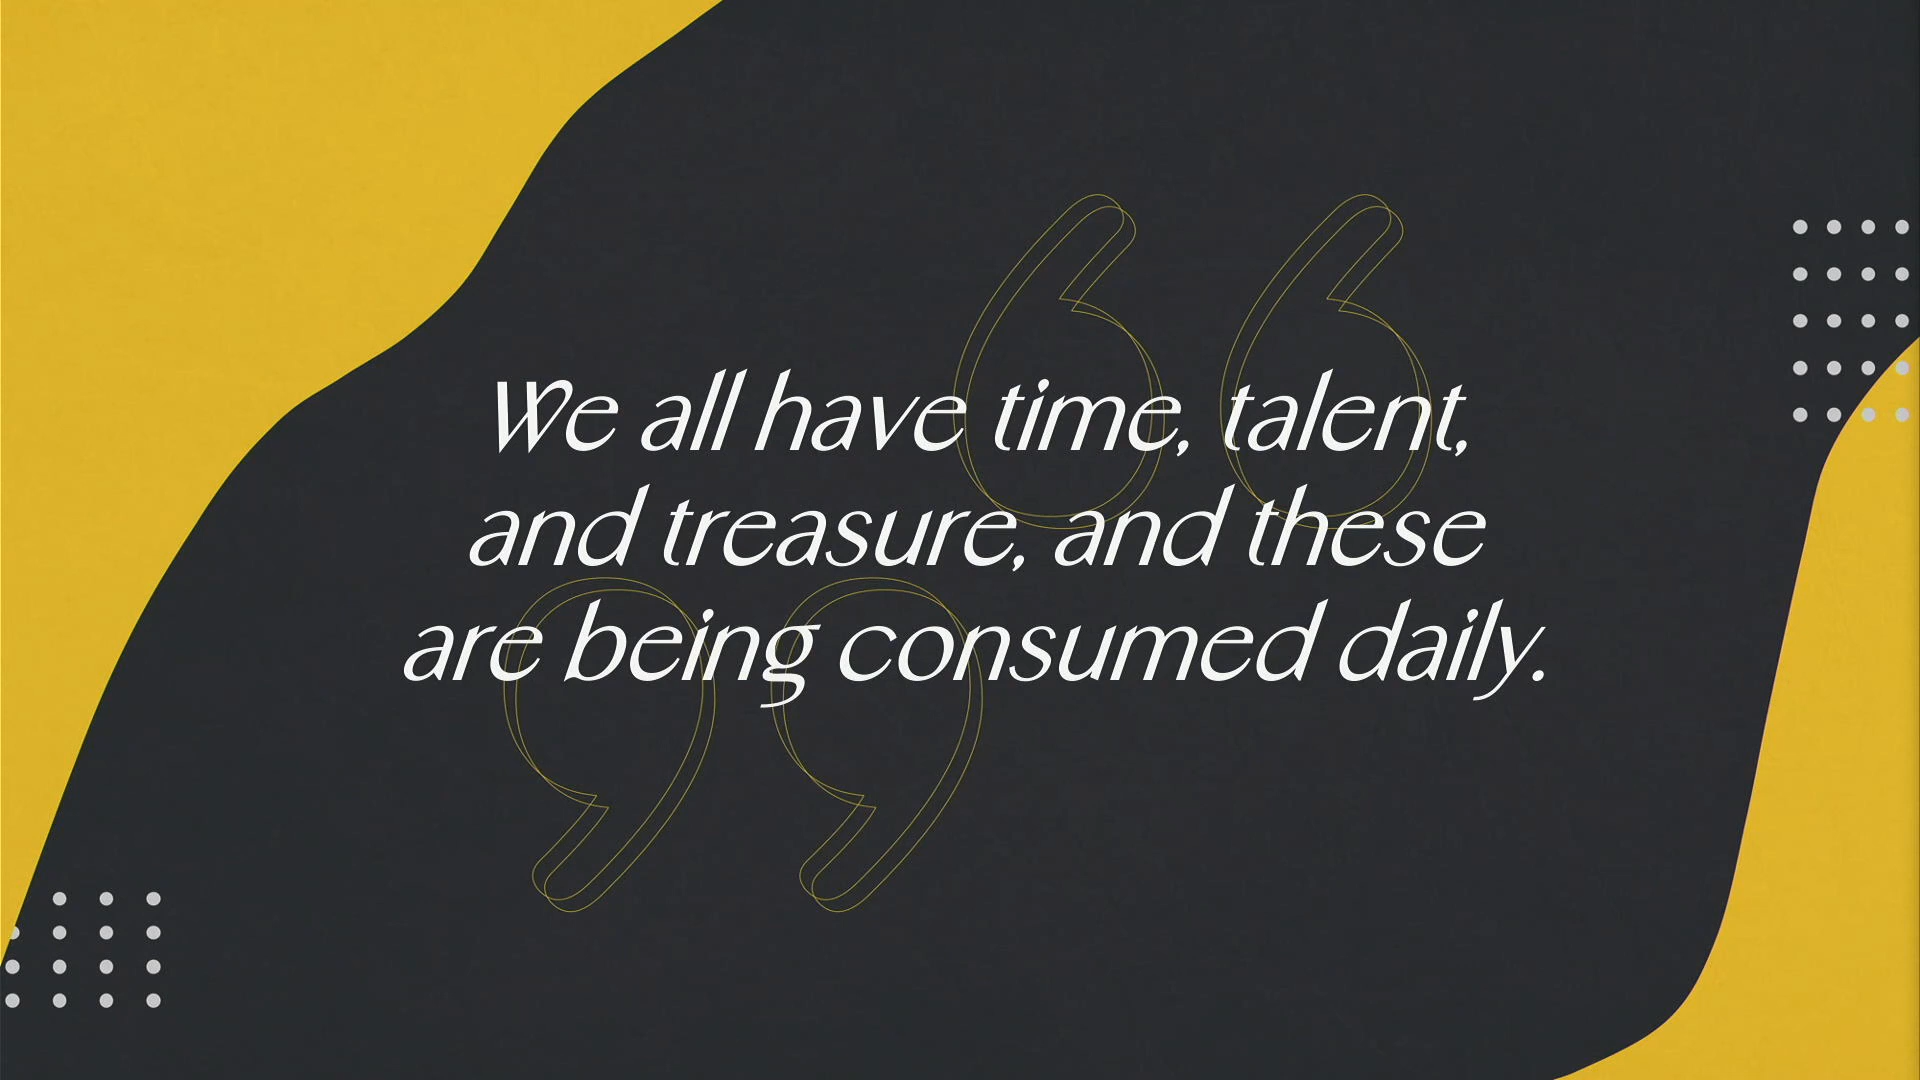 We all have time, talent,
and treasure, and these
are being consumed daily.